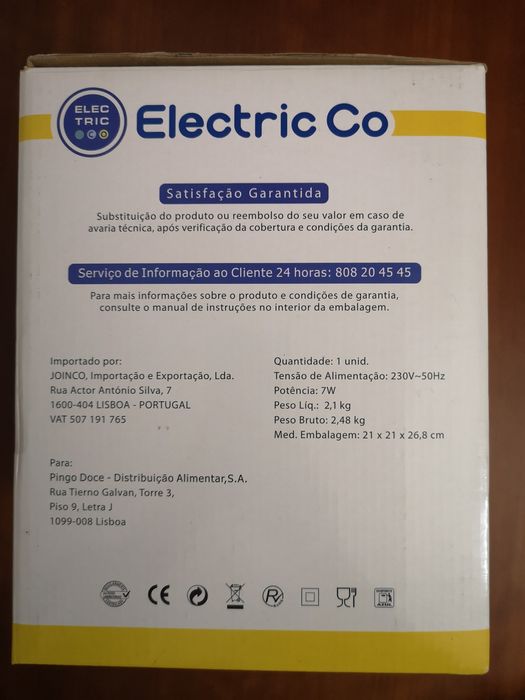 ELEC
TRIC
CO
Electric Co
Satisfação Garantida
Substituição do produto ou reembolso do seu valor em caso de
avaria técnica, após verificação da cobertura e condições da garantia.
Serviço de Informação ao Cliente 24 horas: 808 20 45 45
Para mais informações sobre o produto e condições de garantia,
consulte o manual de instruções no interior da embalagem.
Importado por:
JOINCO, Importação e Exportação, Lda.
Rua Actor António Silva, 7
1600-404 LISBOA - PORTUGAL
VAT 507 191 765
Quantidade: 1 unid.
Tensão de Alimentação: 230V~50Hz
Potência: 7W
Peso Líq.: 2,1 kg
Peso Bruto: 2,48 kg
Med. Embalagem: 21 x 21 x 26,8 cm
Para:
Pingo Doce - Distribuição Alimentar,S.A.
Rua Tierno Galvan, Torre 3,
Piso 9, Letra J
1099-008 Lisboa
CE
R
AZUL